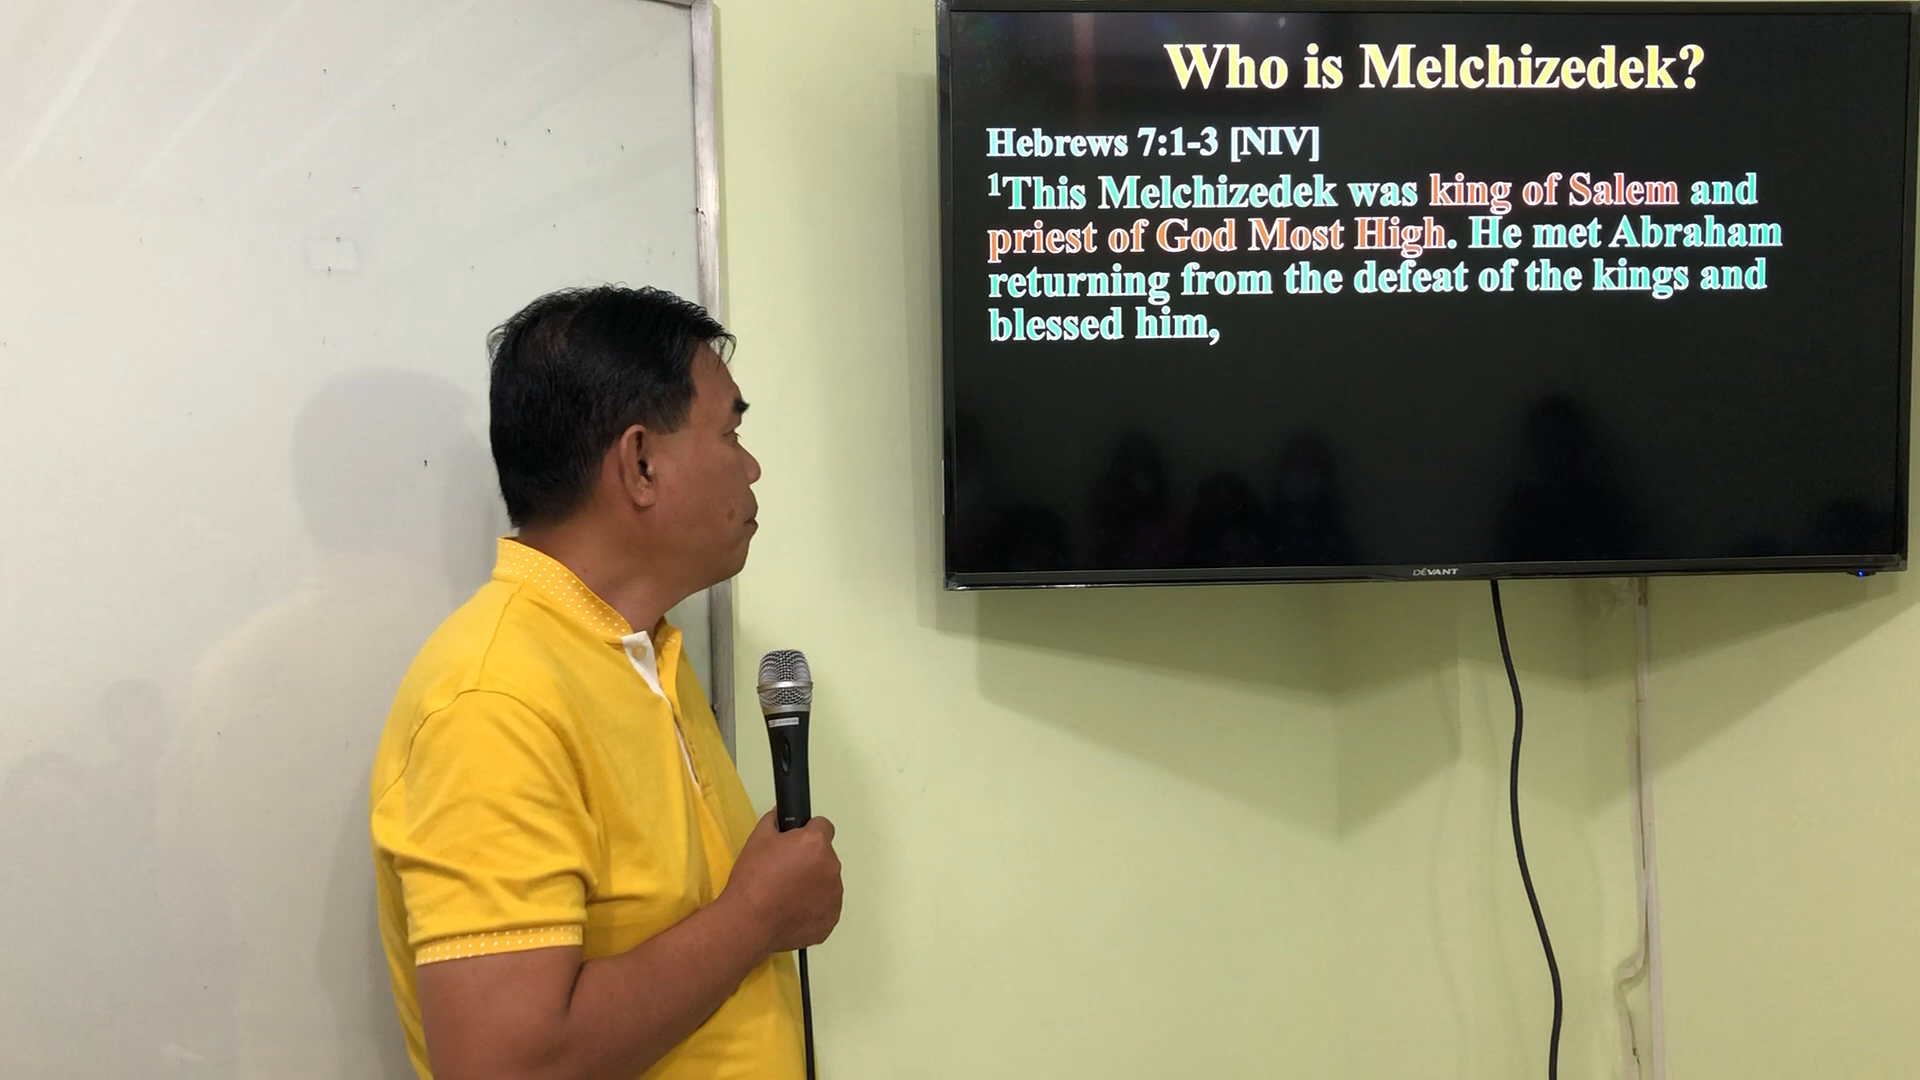 Who is Melchizedek?
Hebrews 7:1-3 [NIV]
¹This Melchizedek was king of Salem and
priest of God Most High. He met Abraham
returning from the defeat of the kings and
blessed him,
DEVANT